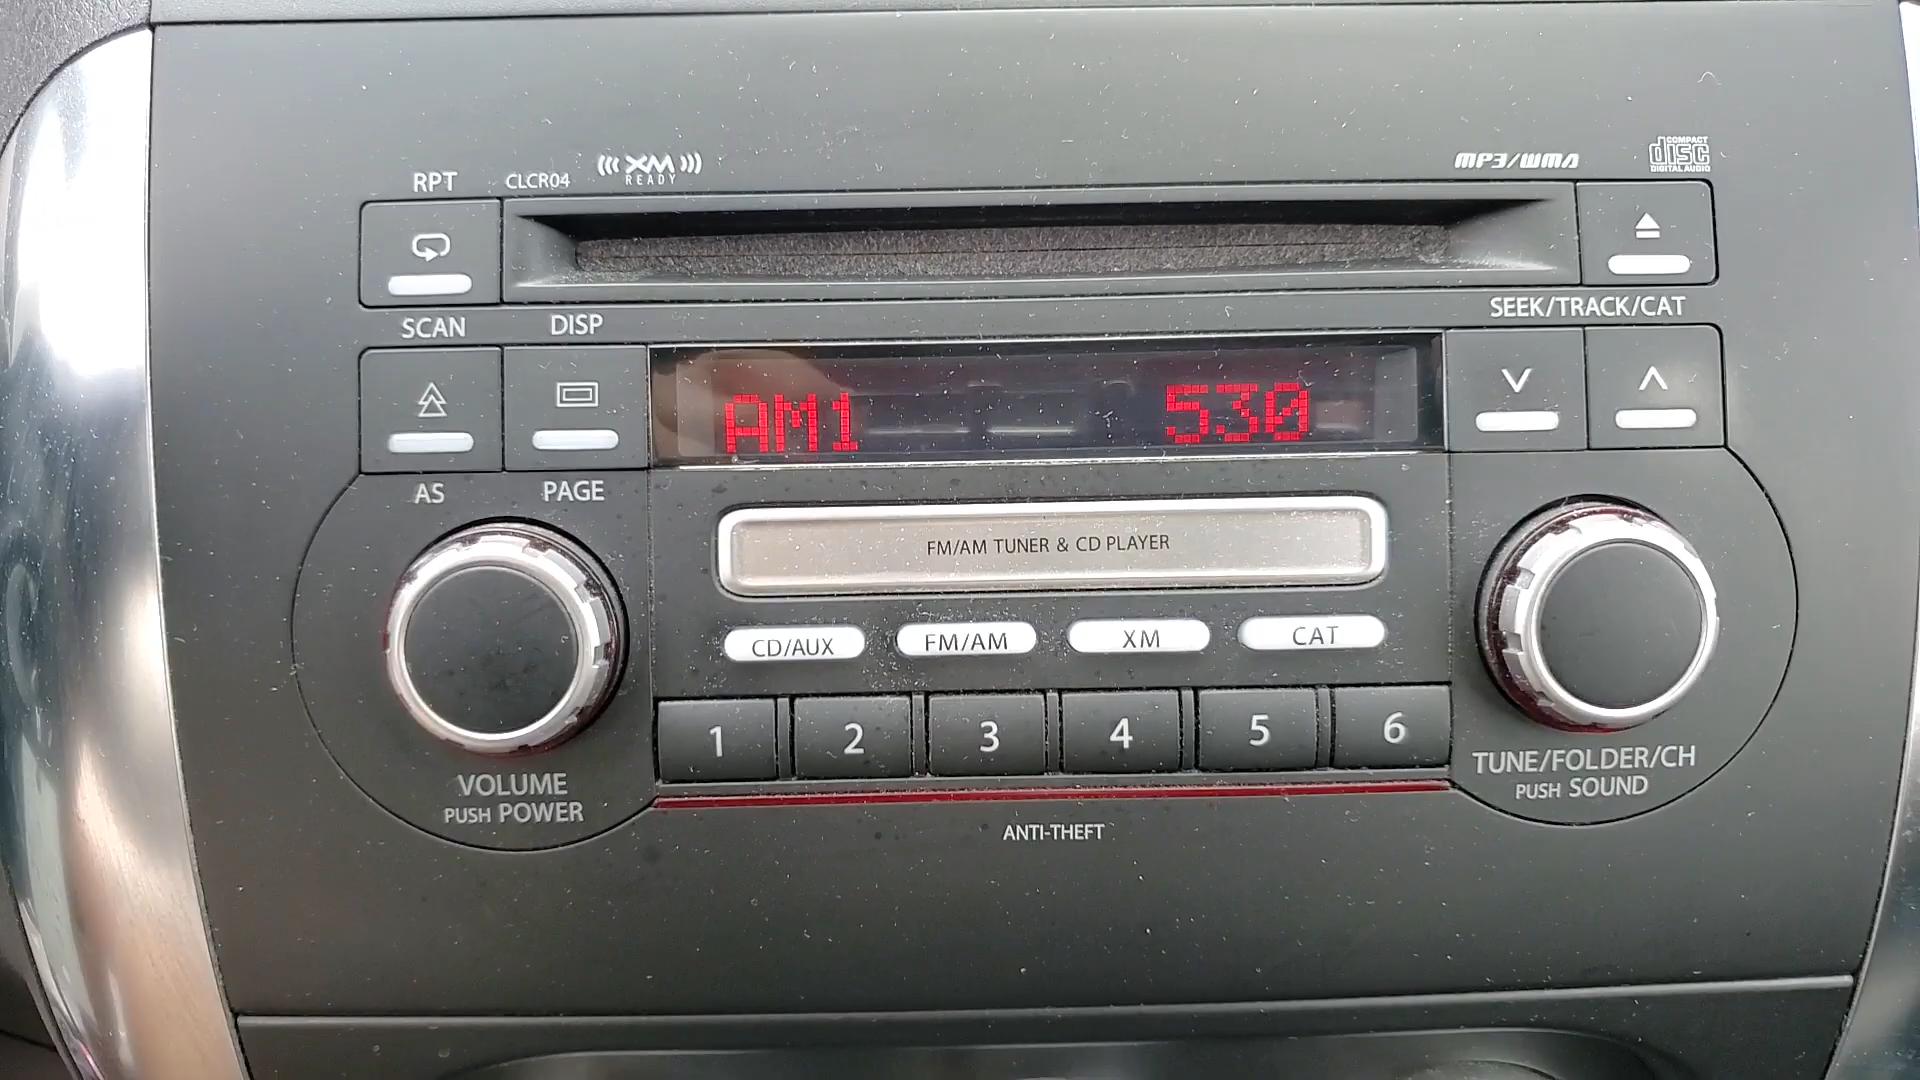 RPT CLCR04 XM READY MP3/WMA COMPACT disc DIGITAL AUDIO
SEEK/TRACK/CAT
SCAN DISP
AM1 530
AS PAGE
FM/AM TUNER & CD PLAYER
CD/AUX FM/AM XM CAT
1 2 3 4 5 6
VOLUME
PUSH POWER
TUNE/FOLDER/CH
PUSH SOUND
ANTI-THEFT